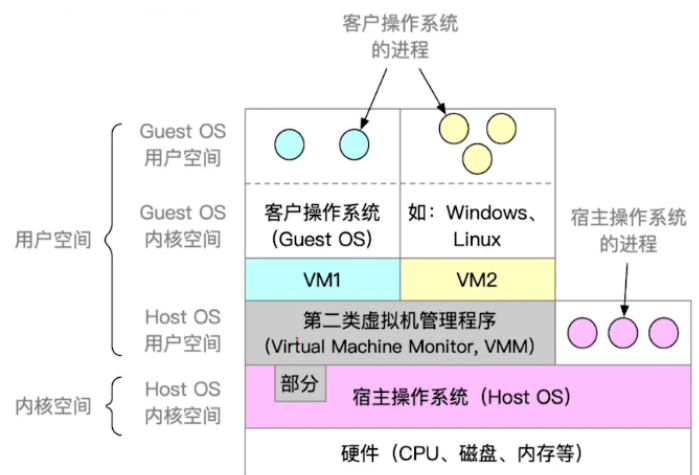 客户操作系统
的进程
Guest OS
用户空间
Guest OS
内核空间
客户操作系统
(Guest OS)
如：Windows、
Linux
宿主操作系统
的进程
用户空间
VM1
VM2
Host OS
用户空间
第二类虚拟机管理程序
(Virtual Machine Monitor, VMM)
部分
内核空间
Host OS
内核空间
宿主操作系统（Host OS）
硬件（CPU、磁盘、内存等）